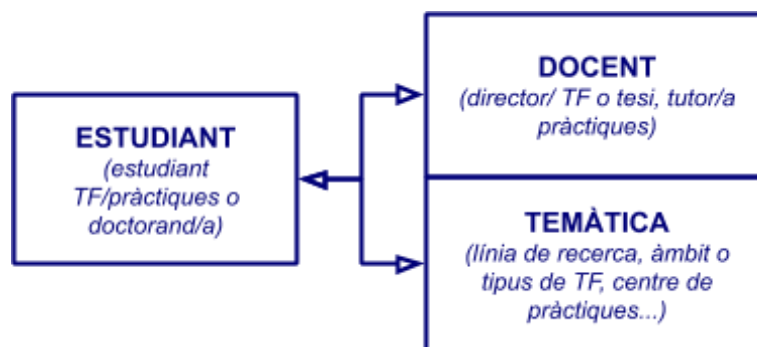 ESTUDIANT
(estudiant
TF/pràctiques o
doctorand/a)
DOCENT
(director/ TF o tesi, tutor/a
pràctiques)
TEMÀTICA
(línia de recerca, àmbit o
tipus de TF, centre de
pràctiques...)